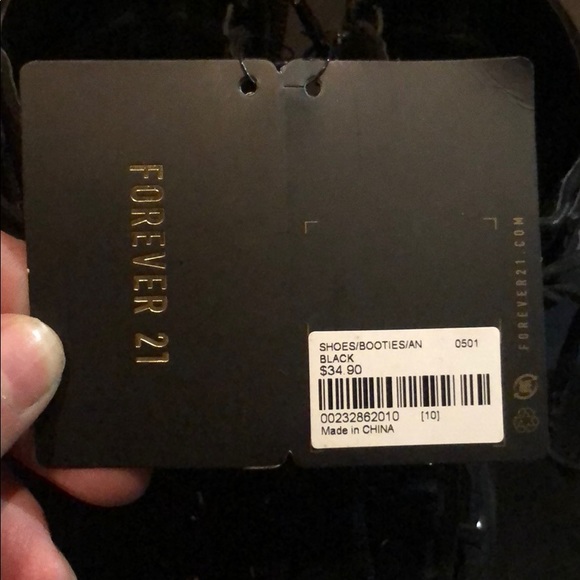 FOREVER 21
FOREVER21.COM
SHOES/BOOTIES/AN 0501
BLACK
$34.90
00232862010 [10]
Made in CHINA